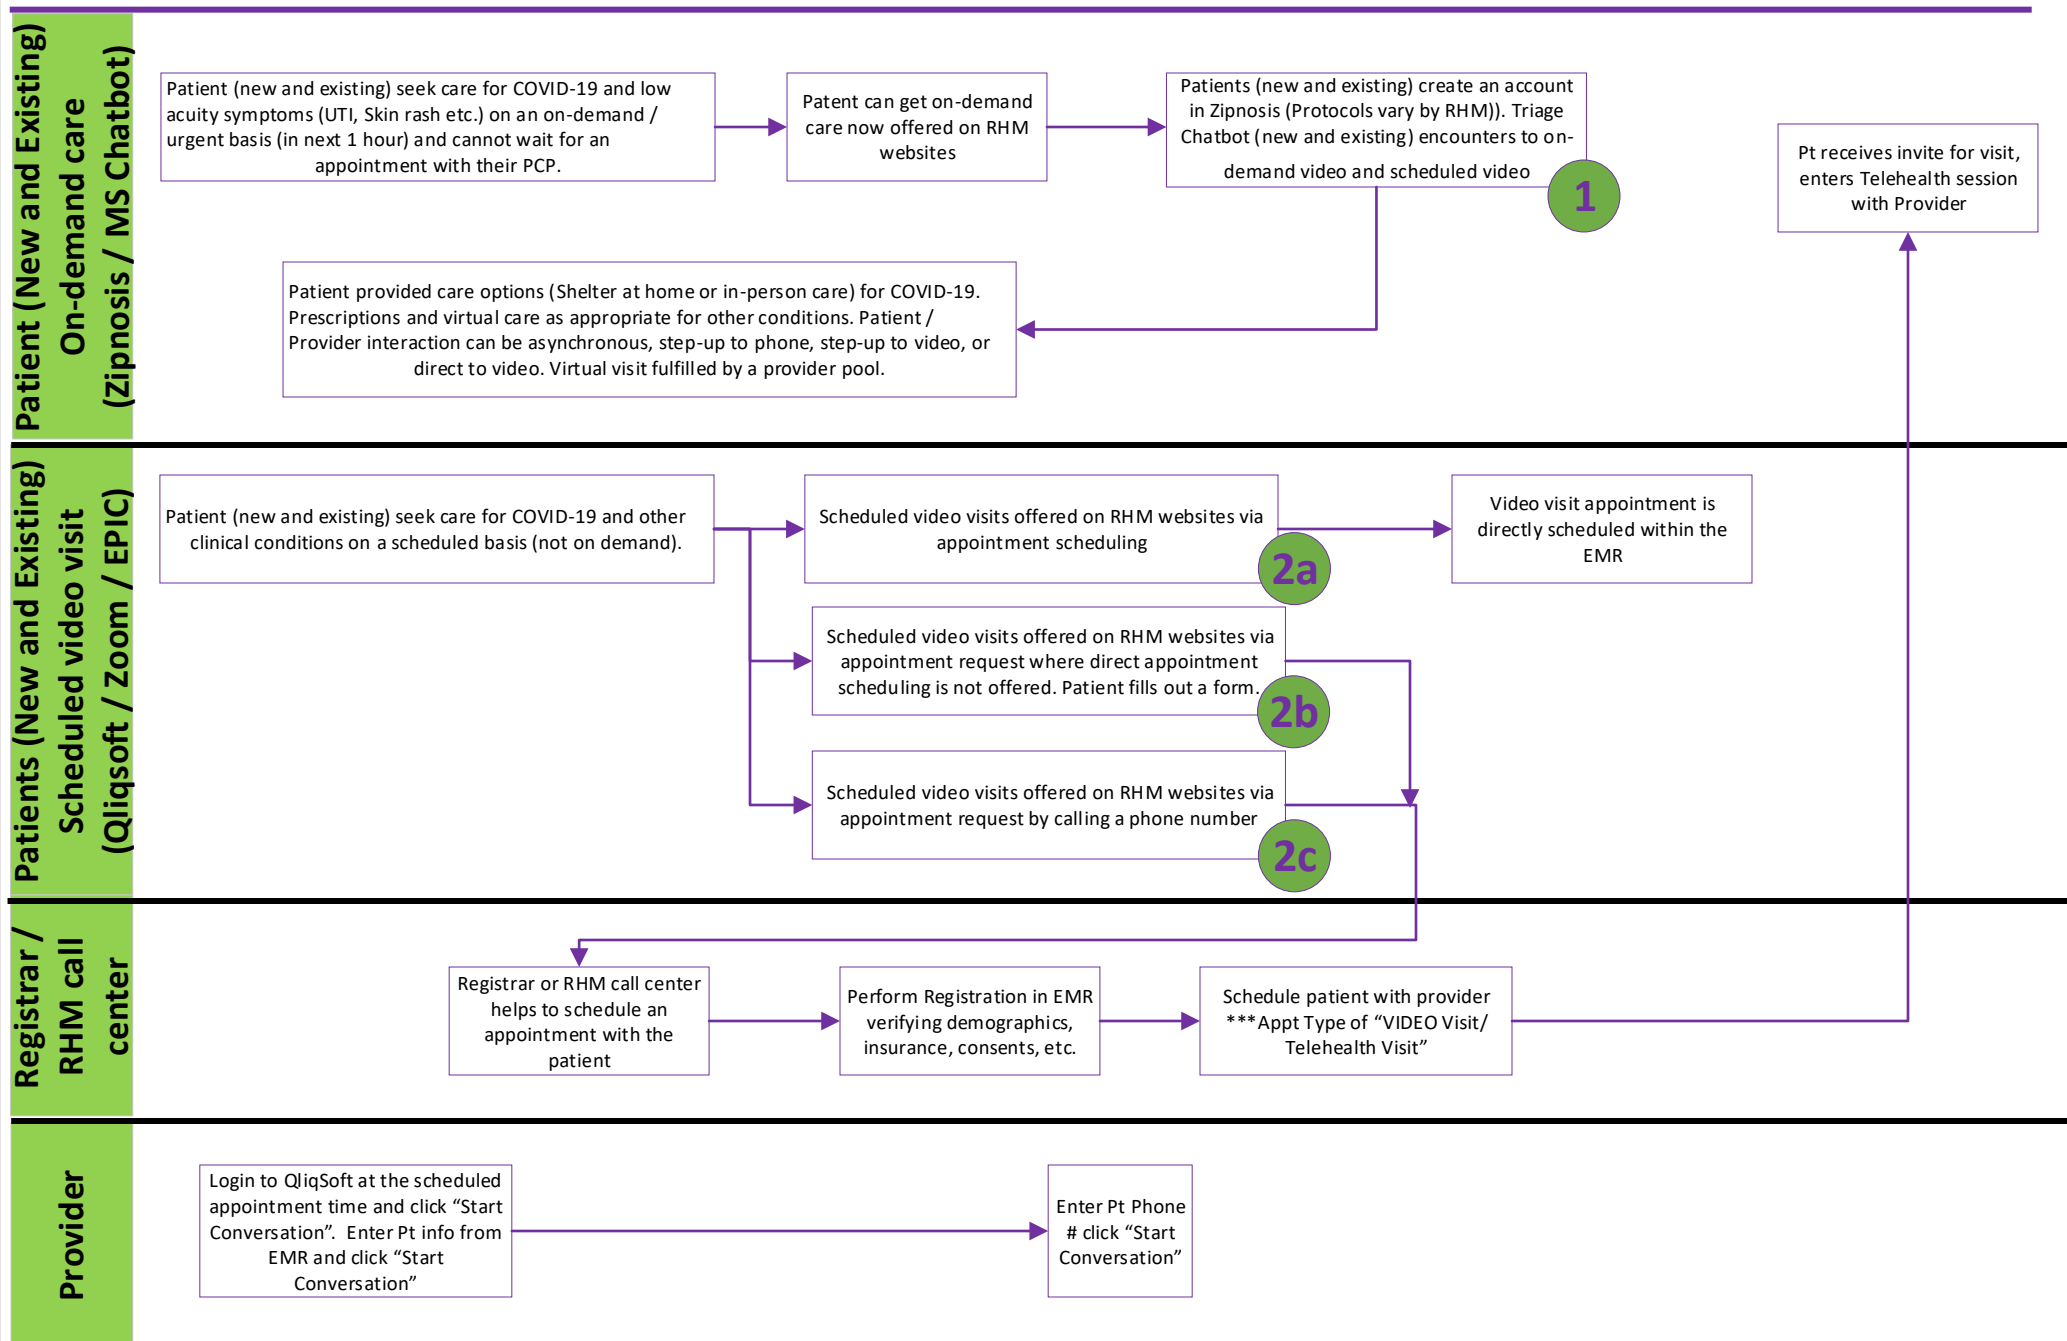 Patient (New and Existing)
On-demand care
(Zipnosis / MS Chatbot)
Patient (new and existing) seek care for COVID-19 and low
acuity symptoms (UTI, Skin rash etc.) on an on-demand /
urgent basis (in next 1 hour) and cannot wait for an
appointment with their PCP.
Patent can get on-demand
care now offered on RHM
websites
Patients (new and existing) create an account
in Zipnosis (Protocols vary by RHM)). Triage
Chatbot (new and existing) encounters to on-
demand video and scheduled video
1
Pt receives invite for visit,
enters Telehealth session
with Provider
Patient provided care options (Shelter at home or in-person care) for COVID-19.
Prescriptions and virtual care as appropriate for other conditions. Patient /
Provider interaction can be asynchronous, step-up to phone, step-up to video, or
direct to video. Virtual visit fulfilled by a provider pool.
Patients (New and Existing)
Scheduled video visit
(Qliqsoft / Zoom / EPIC)
Patient (new and existing) seek care for COVID-19 and other
clinical conditions on a scheduled basis (not on demand).
Scheduled video visits offered on RHM websites via
appointment scheduling
2a
Video visit appointment is
directly scheduled within the
EMR
Scheduled video visits offered on RHM websites via
appointment request where direct appointment
scheduling is not offered. Patient fills out a form.
2b
Scheduled video visits offered on RHM websites via
appointment request by calling a phone number
2c
Registrar /
RHM call
center
Registrar or RHM call center
helps to schedule an
appointment with the
patient
Perform Registration in EMR
verifying demographics,
insurance, consents, etc.
Schedule patient with provider
***Appt Type of “VIDEO Visit/
Telehealth Visit”
Provider
Login to QliqSoft at the scheduled
appointment time and click “Start
Conversation”.  Enter Pt info from
EMR and click “Start
Conversation”
Enter Pt Phone
# click “Start
Conversation”